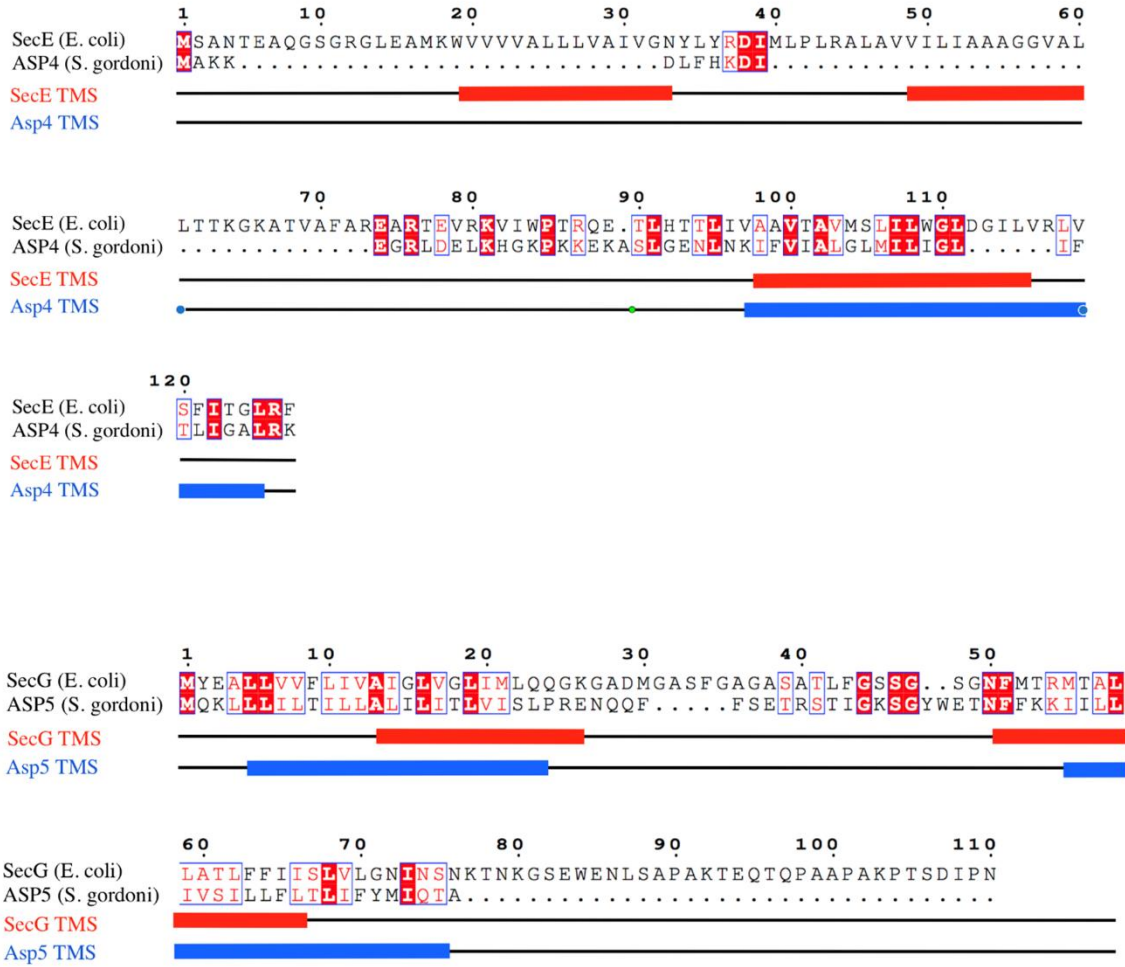 1 10 20 30 40 50 60
SecE (E. coli) MSANTEAQGSGRGLEAMKWVVVVALLLVAIVGNYLYRDIMLPLRALAVVILIAAAGGVAL
ASP4 (S. gordoni) MAKK............................DLFHKDI.....................
SecE TMS
Asp4 TMS
70 80 90 100 110
SecE (E. coli) LTTKGKATVAFAREARTEVRKVIWPTRQE.TLHTTLIVAAVTAVMSLILWGLDGILVRLV
ASP4 (S. gordoni) .............EGRLDELKHGKPKKEKASLGENLNKIFVIALGLMILIGL......IF
SecE TMS
Asp4 TMS
120
SecE (E. coli) SFITGLRF
ASP4 (S. gordoni) TLIGALRK
SecE TMS
Asp4 TMS
1 10 20 30 40 50
SecG (E. coli) MYEALLVVFLIVAIGLVGLIMLQQGKGADMGASFGAGASATLFGSSG..SGNFMTRMTAL
ASP5 (S. gordoni) MQKLLLILTILLALILITLVISLPRENQQF.....FSETRSTIGKSGYWETNFFKKIILL
SecG TMS
Asp5 TMS
60 70 80 90 100 110
SecG (E. coli) LATLFFIISLVLGNINSNKTNKGSEWENLSAPAKTEQTQPAAPAKPTSDIPN
ASP5 (S. gordoni) IVSILLFLTLIFYMIQTA..................................
SecG TMS
Asp5 TMS